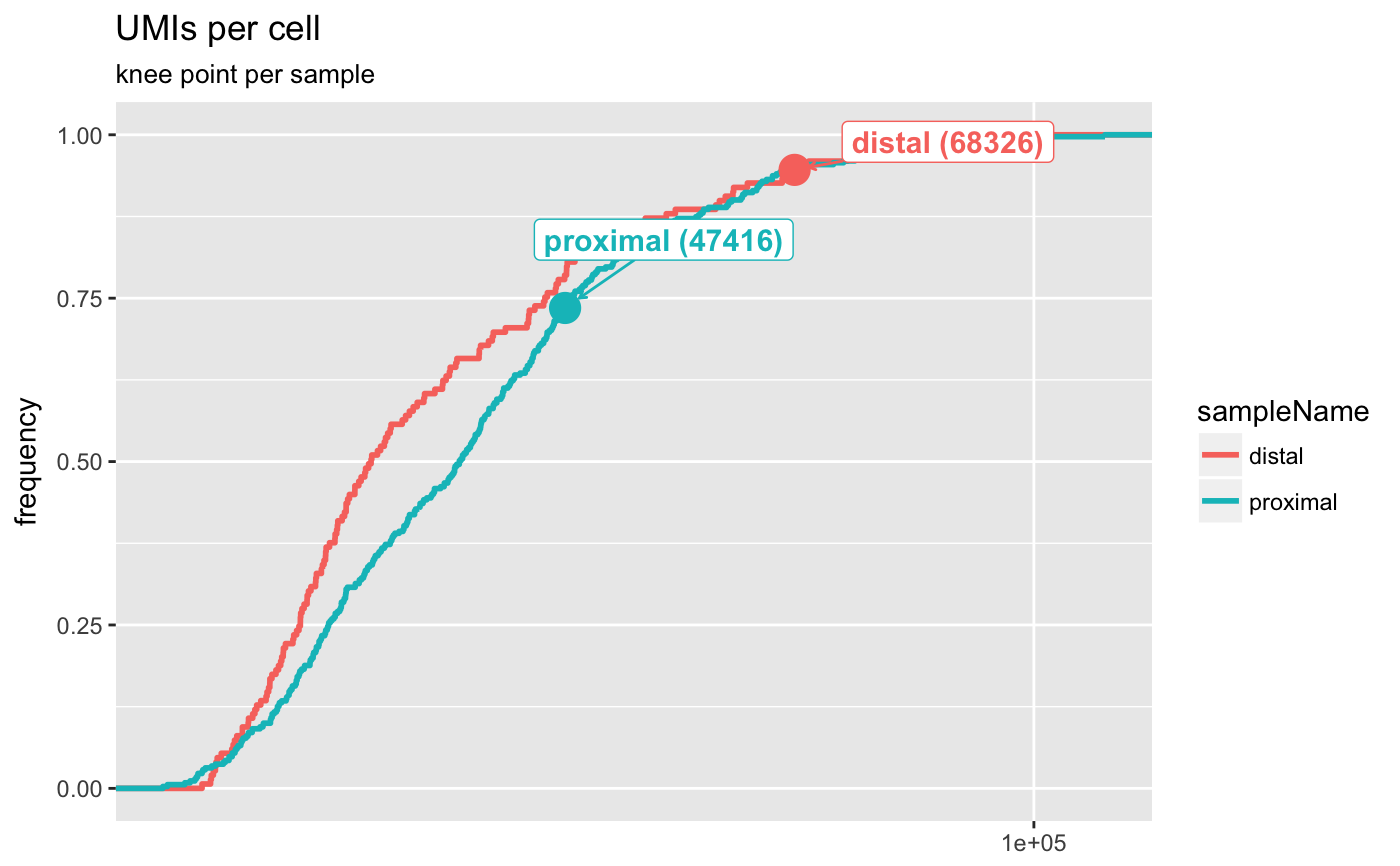 UMIs per cell
knee point per sample
1.00
distal (68326)
proximal (47416)
0.75
frequency
sampleName
distal
0.50
proximal
0.25
0.00
1e+05